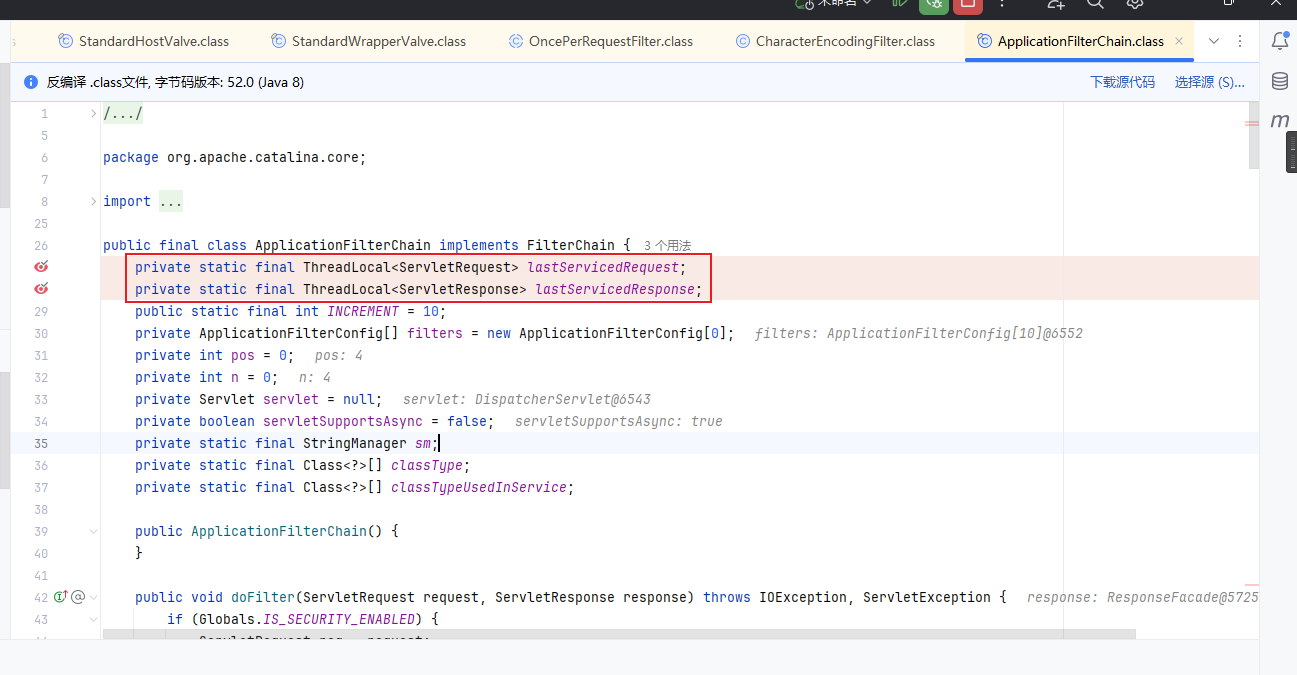 未命名
StandardHostValve.class StandardWrapperValve.class OncePerRequestFilter.class CharacterEncodingFilter.class ApplicationFilterChain.class
反编译 .class文件, 字节码版本: 52.0 (Java 8) 下载源代码 选择源 (S)...
1 /.../
5
6 package org.apache.catalina.core;
7
8 import ...
25
26 public final class ApplicationFilterChain implements FilterChain { 3 个用法
private static final ThreadLocal<ServletRequest> lastServicedRequest;
private static final ThreadLocal<ServletResponse> lastServicedResponse;
29 public static final int INCREMENT = 10;
30 private ApplicationFilterConfig[] filters = new ApplicationFilterConfig[0]; filters: ApplicationFilterConfig[10]@6552
31 private int pos = 0; pos: 4
32 private int n = 0; n: 4
33 private Servlet servlet = null; servlet: DispatcherServlet@6543
34 private boolean servletSupportsAsync = false; servletSupportsAsync: true
35 private static final StringManager sm;
36 private static final Class<?>[] classType;
37 private static final Class<?>[] classTypeUsedInService;
38
39 public ApplicationFilterChain() {
40 }
41
42 public void doFilter(ServletRequest request, ServletResponse response) throws IOException, ServletException { response: ResponseFacade@5725
43 if (Globals.IS_SECURITY_ENABLED) {